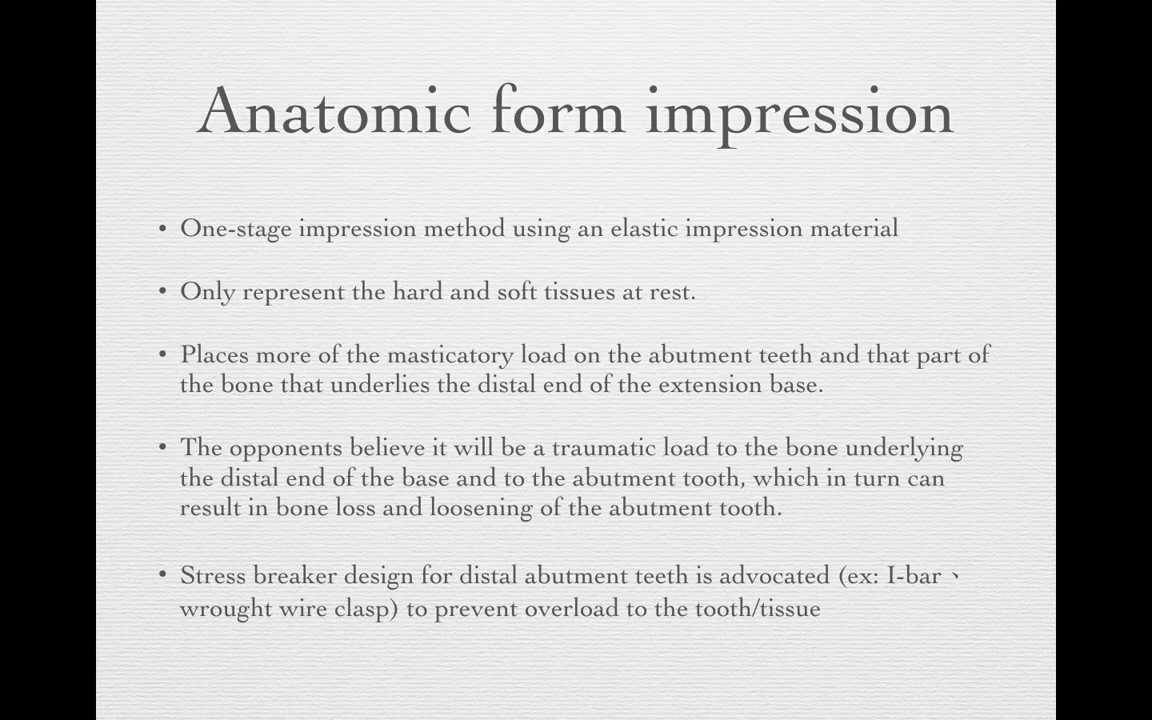 Anatomic form impression
• One-stage impression method using an elastic impression material
• Only represent the hard and soft tissues at rest.
• Places more of the masticatory load on the abutment teeth and that part of
the bone that underlies the distal end of the extension base.
• The opponents believe it will be a traumatic load to the bone underlying
the distal end of the base and to the abutment tooth, which in turn can
result in bone loss and loosening of the abutment tooth.
• Stress breaker design for distal abutment teeth is advocated (ex: I-bar、
wrought wire clasp) to prevent overload to the tooth/tissue